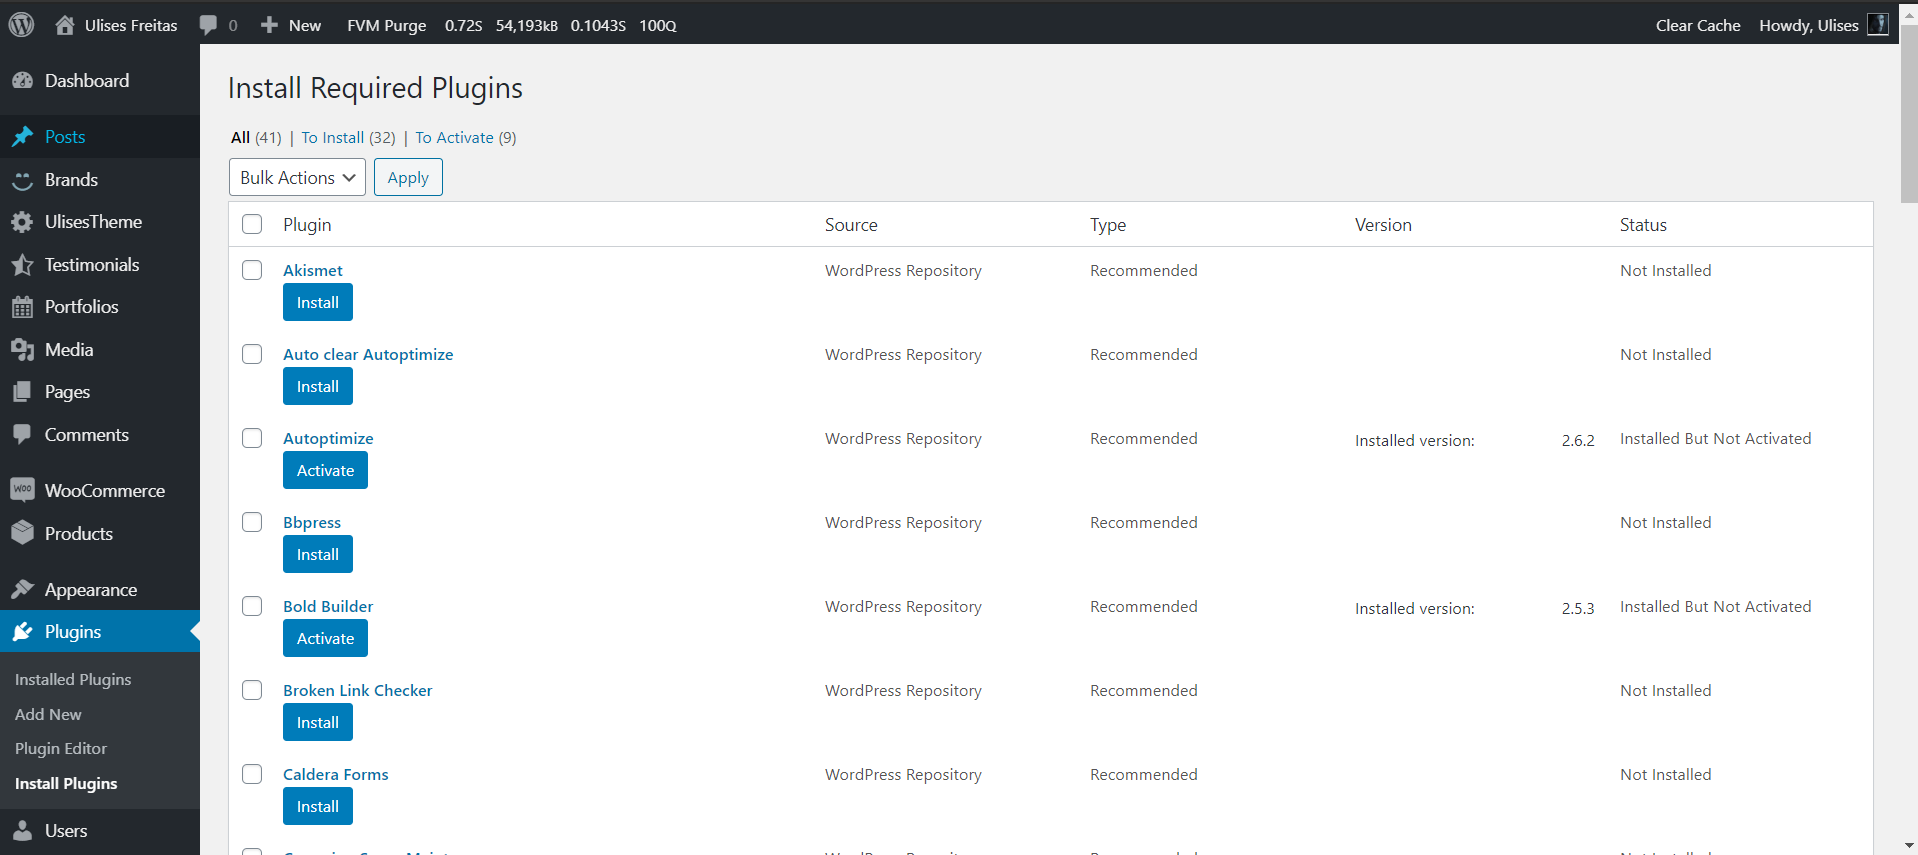 Ulises Freitas 0 New FVM Purge 0.72S 54,193kB 0.1043S 100Q Clear Cache Howdy, Ulises
Dashboard
Posts
Brands
UlisesTheme
Testimonials
Portfolios
Media
Pages
Comments
WooCommerce
Products
Appearance
Plugins
Installed Plugins
Add New
Plugin Editor
Install Plugins
Users
Install Required Plugins
All (41) | To Install (32) | To Activate (9)
Bulk Actions Apply
Plugin Source Type Version Status
Akismet WordPress Repository Recommended Not Installed
Install
Auto clear Autoptimize WordPress Repository Recommended Not Installed
Install
Autoptimize WordPress Repository Recommended Installed version: 2.6.2 Installed But Not Activated
Activate
Bbpress WordPress Repository Recommended Not Installed
Install
Bold Builder WordPress Repository Recommended Installed version: 2.5.3 Installed But Not Activated
Activate
Broken Link Checker WordPress Repository Recommended Not Installed
Install
Caldera Forms WordPress Repository Recommended Not Installed
Install